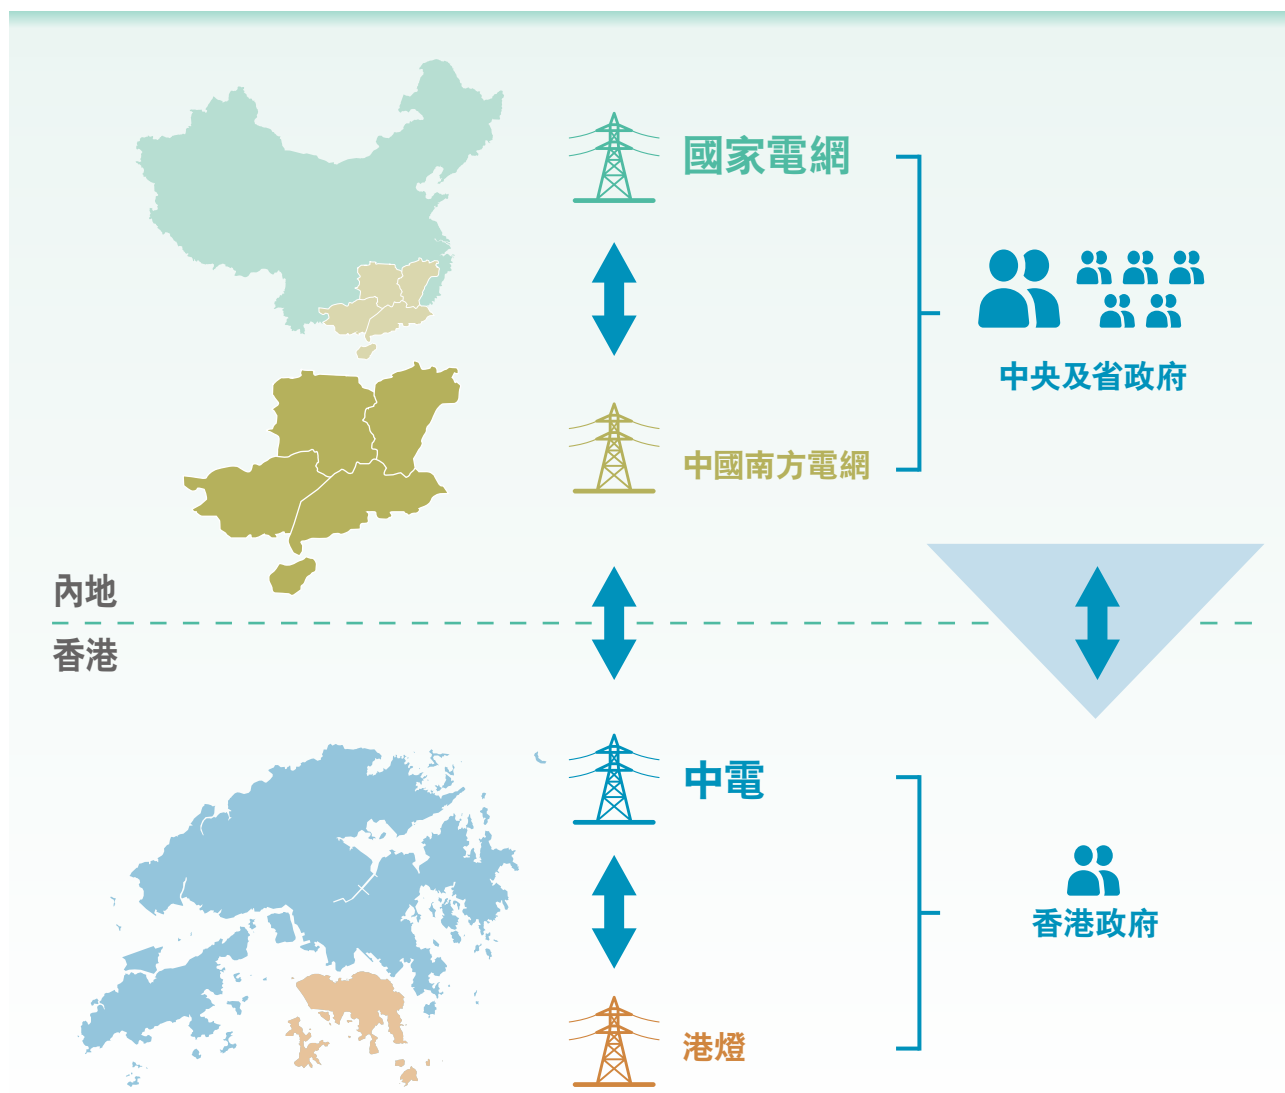 國家電網
中央及省政府
中國南方電網
內地
香港
中電
香港政府
港燈